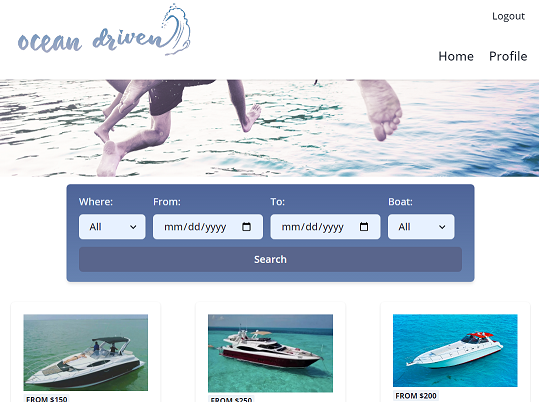 Logout
ocean driven
Home Profile
Where: From: To: Boat:
All mm/dd/yyyy mm/dd/yyyy All
Search
FROM $150 FROM $250 FROM $200